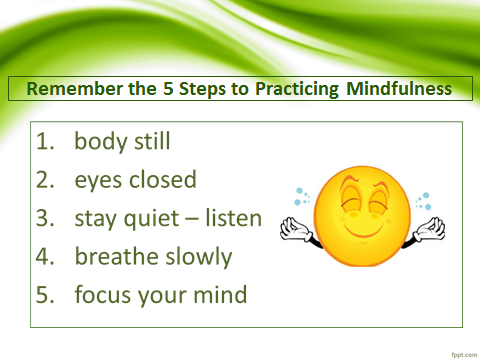 Remember the 5 Steps to Practicing Mindfulness
1. body still
2. eyes closed
3. stay quiet – listen
4. breathe slowly
5. focus your mind
fppt.com